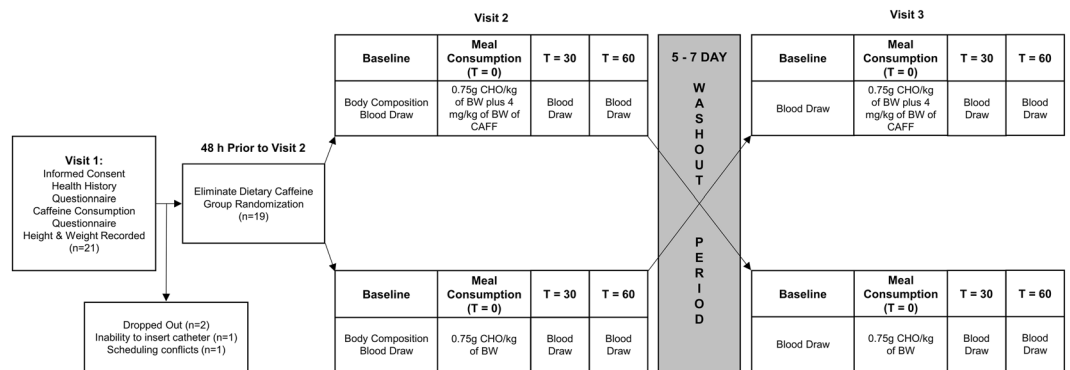 Visit 1:
Informed Consent
Health History
Questionnaire
Caffeine Consumption
Questionnaire
Height & Weight Recorded
(n=21)
Dropped Out (n=2)
Inability to insert catheter (n=1)
Scheduling conflicts (n=1)
48 h Prior to Visit 2
Eliminate Dietary Caffeine
Group Randomization
(n=19)
Visit 2
Baseline
Meal
Consumption
(T = 0)
T = 30
T = 60
Body Composition
Blood Draw
0.75g CHO/kg
of BW plus 4
mg/kg of BW of
CAFF
Blood
Draw
Blood
Draw
Baseline
Meal
Consumption
(T = 0)
T = 30
T = 60
Body Composition
Blood Draw
0.75g CHO/kg
of BW
Blood
Draw
Blood
Draw
5 - 7 DAY
WASHOUT
PERIOD
Visit 3
Baseline
Meal
Consumption
(T = 0)
T = 30
T = 60
Blood Draw
0.75g CHO/kg
of BW plus 4
mg/kg of BW of
CAFF
Blood
Draw
Blood
Draw
Baseline
Meal
Consumption
(T = 0)
T = 30
T = 60
Blood Draw
0.75g CHO/kg
of BW
Blood
Draw
Blood
Draw